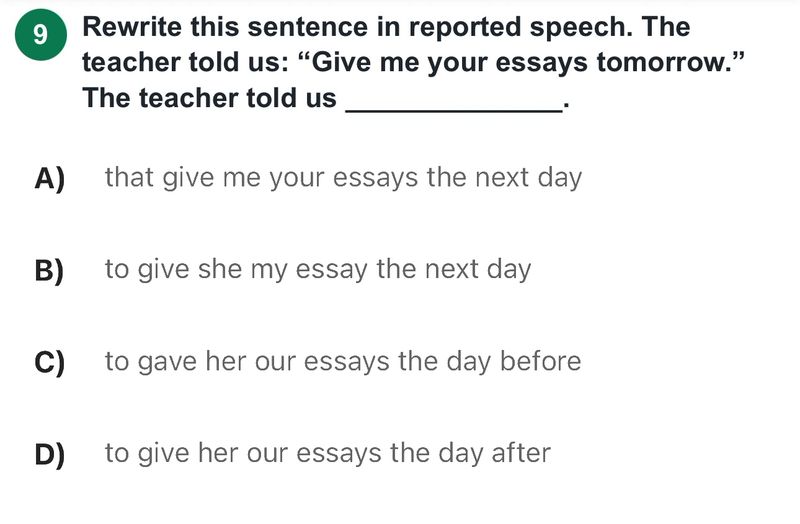 9 Rewrite this sentence in reported speech. The
teacher told us: “Give me your essays tomorrow.”
The teacher told us ______________.
A) that give me your essays the next day
B) to give she my essay the next day
C) to gave her our essays the day before
D) to give her our essays the day after